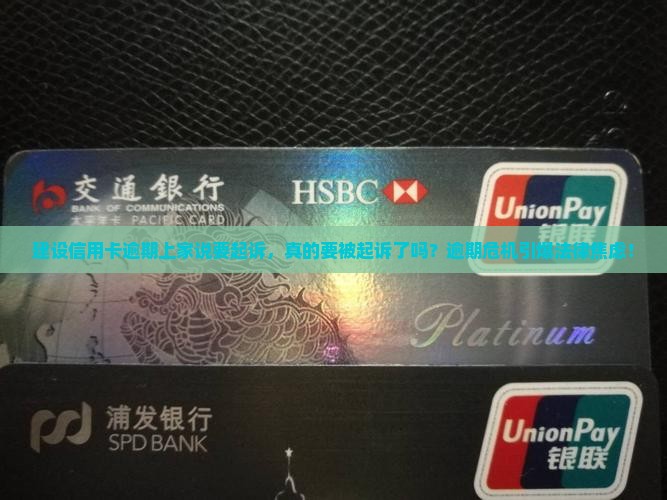 UnionPay
银联
交通銀行
BANK OF COMMUNICATIONS
太平洋卡 PACIFIC CARD
HSBC
建设信用卡逾期上家说要起诉，真的要被起诉了吗？逾期危机引爆法律焦虑！
Platinum
浦发银行
SPD BANK
UnionPay
银联